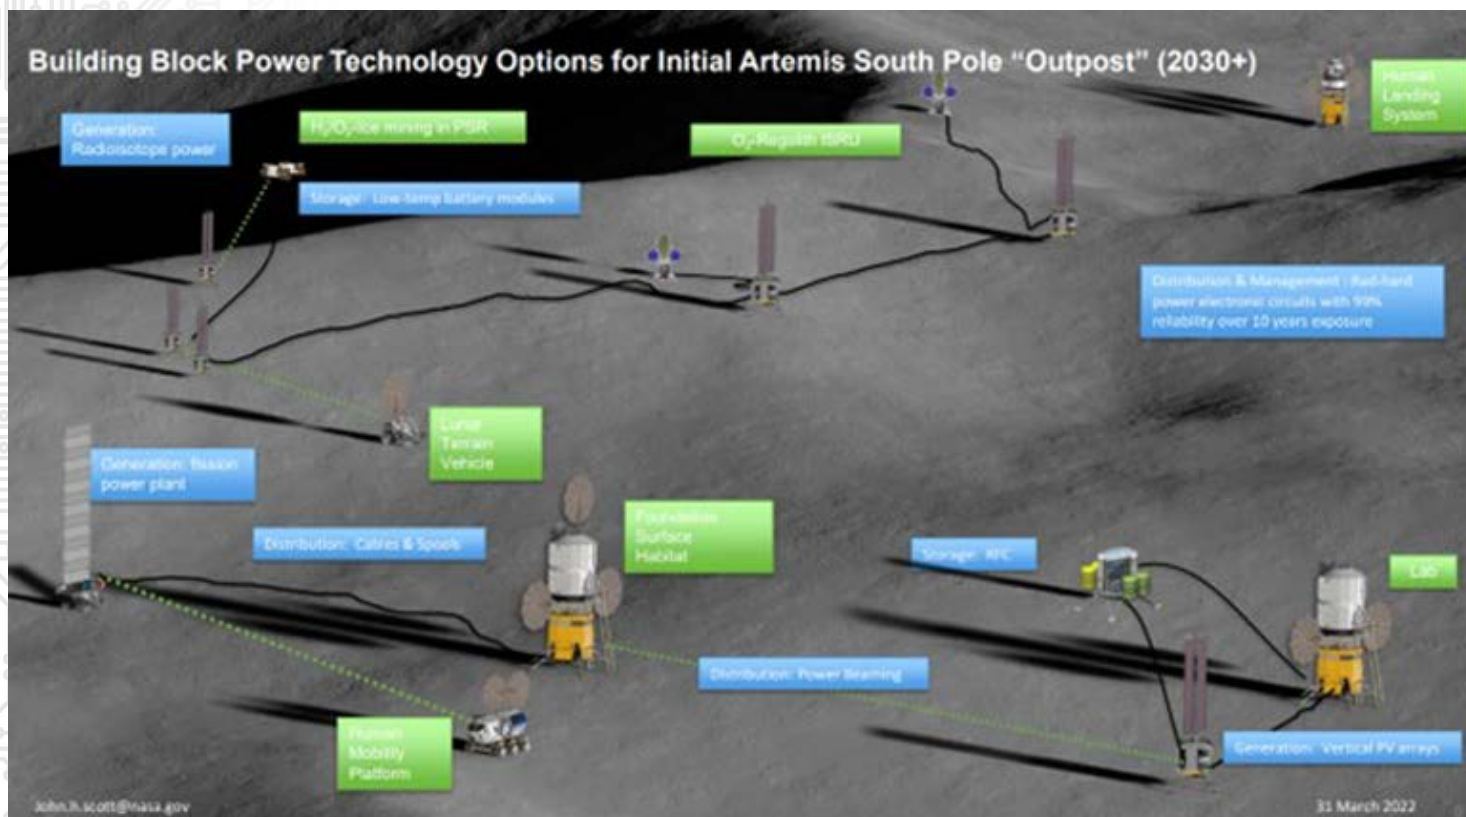 Building Block Power Technology Options for Initial Artemis South Pole “Outpost” (2030+)
Human
Landing
System
Generation:
Radioisotope power
H₂/O₂-Ice mining in PSR
O₂-Regolith ISRU
Storage: Low-temp battery modules
Distribution & Management: Rad-hard
power electronic circuits with 99%
reliability over 10 years exposure
Lunar
Terrain
Vehicle
Generation: fission
power plant
Distribution: Cables & Spools
Foundation
Surface
Habitat
Storage: RFC
Lab
Distribution: Power Beaming
Human
Mobility
Platform
Generation: Vertical PV arrays
John.h.scott@nasa.gov
31 March 2022